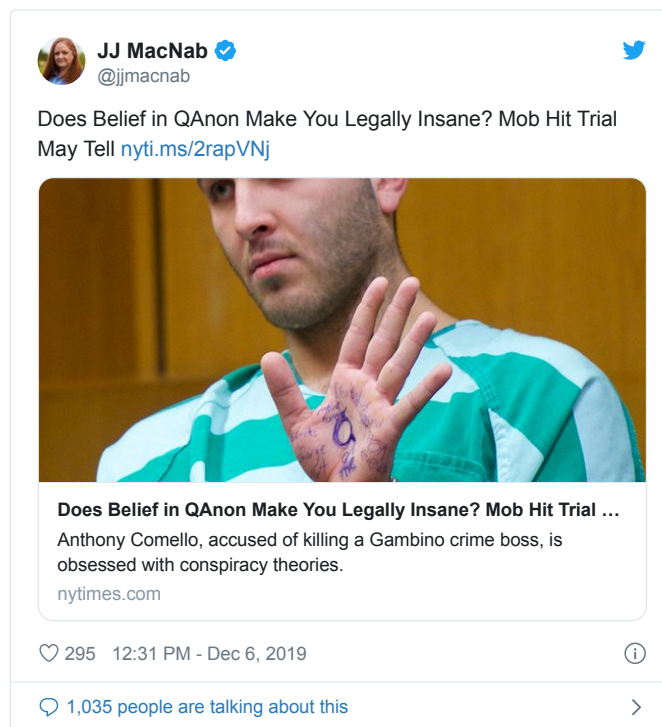 JJ MacNab
@jjmacnab
Does Belief in QAnon Make You Legally Insane? Mob Hit Trial
May Tell nyti.ms/2rapVNj
Q
Does Belief in QAnon Make You Legally Insane? Mob Hit Trial ...
Anthony Comello, accused of killing a Gambino crime boss, is
obsessed with conspiracy theories.
nytimes.com
295 12:31 PM - Dec 6, 2019
1,035 people are talking about this